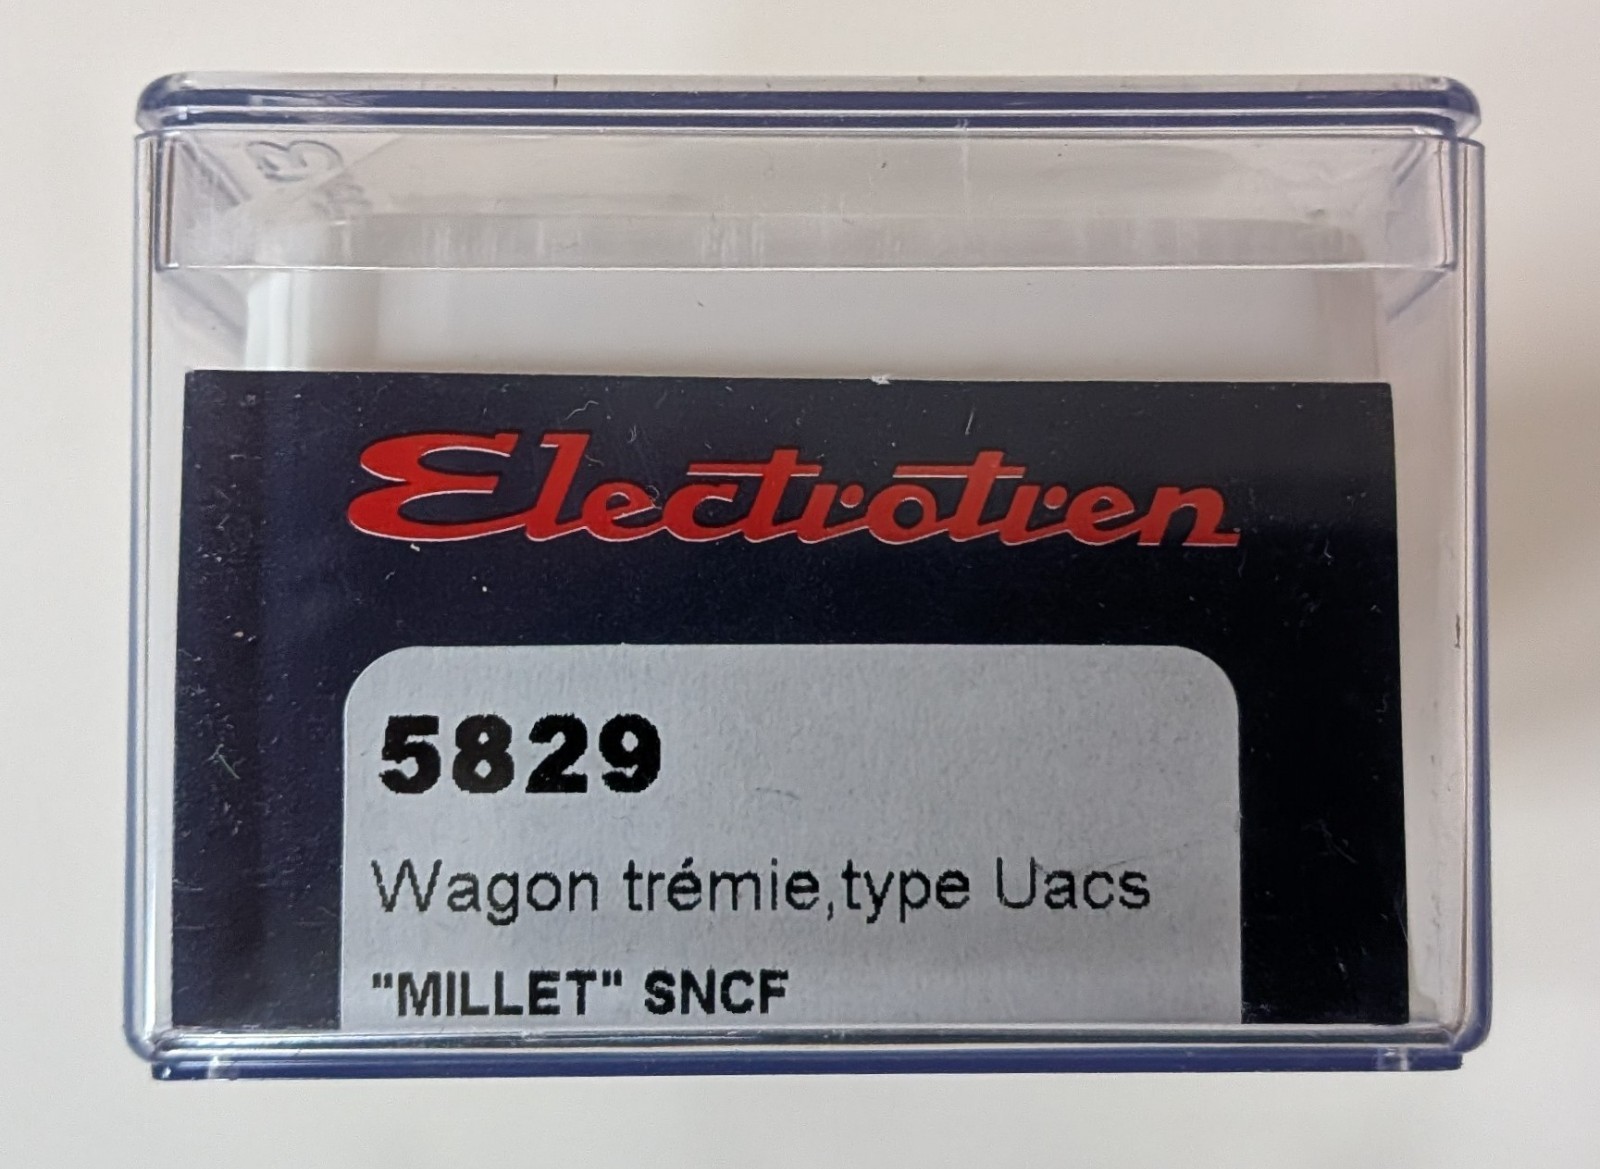 Electrotren
5829
Wagon trémie,type Uacs
"MILLET" SNCF